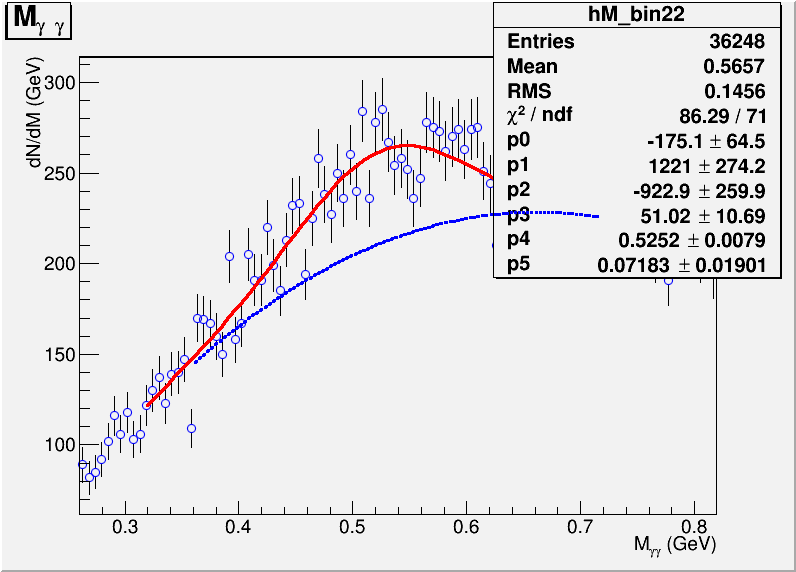 M γ γ
hM_bin22
Entries 36248
Mean 0.5657
RMS 0.1456
χ² / ndf 86.29 / 71
p0 -175.1 ± 64.5
p1 1221 ± 274.2
p2 -922.9 ± 259.9
p3 51.02 ± 10.69
p4 0.5252 ± 0.0079
p5 0.07183 ± 0.01901
dN/dM (GeV)
300
250
200
150
100
0.3 0.4 0.5 0.6 0.7 0.8
Mγγ (GeV)